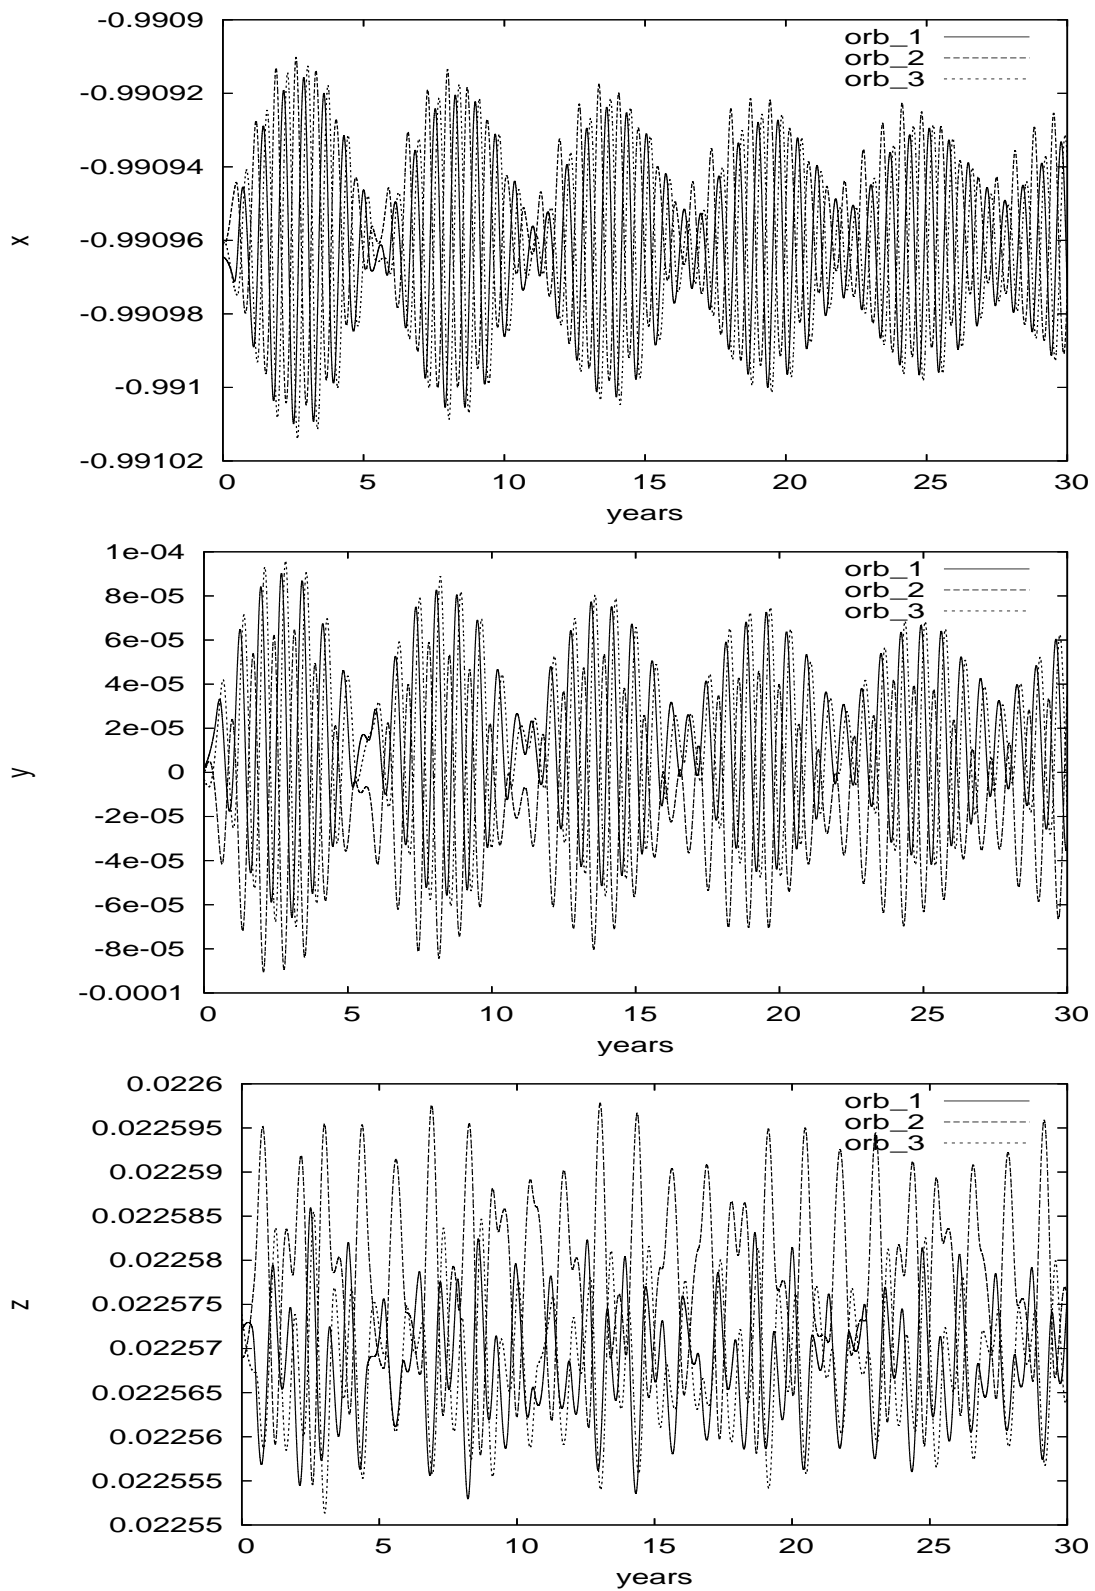 -0.9909
-0.99092
-0.99094
-0.99096
-0.99098
-0.991
-0.99102
x
orb_1
orb_2
orb_3
0 5 10 15 20 25 30
years
1e-04
8e-05
6e-05
4e-05
2e-05
0
-2e-05
-4e-05
-6e-05
-8e-05
-0.0001
y
orb_1
orb_2
orb_3
0 5 10 15 20 25 30
years
0.0226
0.022595
0.02259
0.022585
0.02258
0.022575
0.02257
0.022565
0.02256
0.022555
0.02255
z
orb_1
orb_2
orb_3
0 5 10 15 20 25 30
years